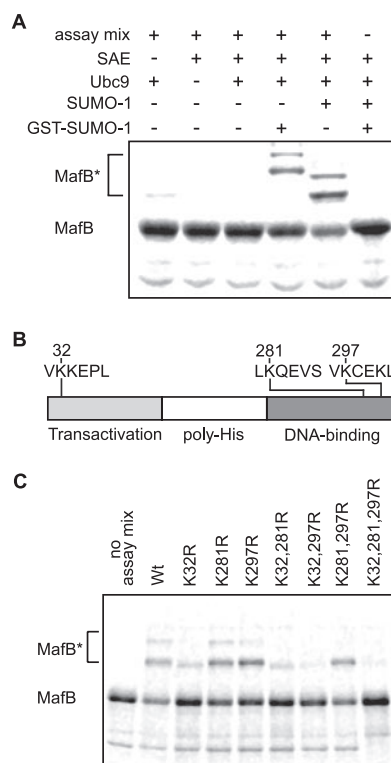 A
assay mix + + + + + -
SAE - + + + + +
Ubc9 + - + + + +
SUMO-1 - - - - + +
GST-SUMO-1 - - - + - +
MafB*
MafB
B
32 281 297
VKKEPL LKQEVS VKCEKL
Transactivation poly-His DNA-binding
C
no assay mix
Wt
K32R
K281R
K297R
K32,281R
K32,297R
K281,297R
K32,281,297R
MafB*
MafB